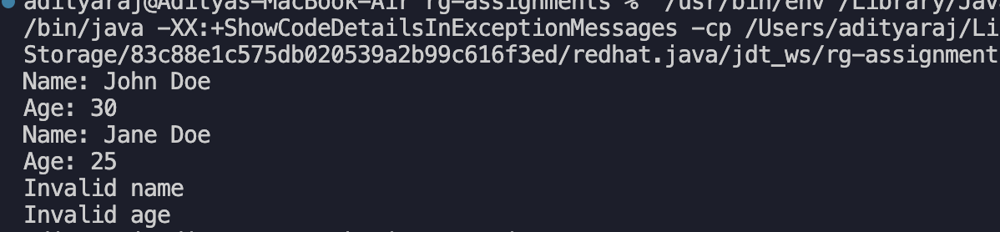 adityaraj@Adityas-MacBook-Air rg-assignments % /usr/bin/env /Library/Jav
/bin/java -XX:+ShowCodeDetailsInExceptionMessages -cp /Users/adityaraj/Li
Storage/83c88e1c575db020539a2b99c616f3ed/redhat.java/jdt_ws/rg-assignment
Name: John Doe
Age: 30
Name: Jane Doe
Age: 25
Invalid name
Invalid age